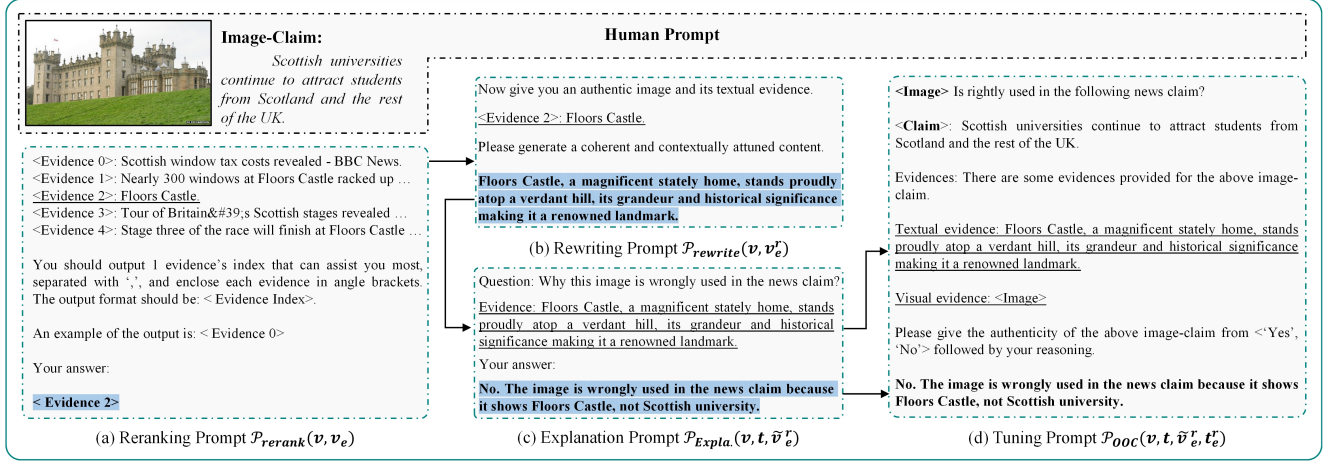 Image-Claim:
Scottish universities
continue to attract students
from Scotland and the rest
of the UK.
Human Prompt
<Evidence 0>: Scottish window tax costs revealed - BBC News.
<Evidence 1>: Nearly 300 windows at Floors Castle racked up …
<Evidence 2>: Floors Castle.
<Evidence 3>: Tour of Britain&#39;s Scottish stages revealed …
<Evidence 4>: Stage three of the race will finish at Floors Castle …
You should output 1 evidence's index that can assist you most,
separated with ',', and enclose each evidence in angle brackets.
The output format should be: < Evidence Index>.
An example of the output is: < Evidence 0>
Your answer:
< Evidence 2>
(a) Reranking Prompt 𝒫rerank(v, vₑ)
Now give you an authentic image and its textual evidence.
<Evidence 2>: Floors Castle.
Please generate a coherent and contextually attuned content.
Floors Castle, a magnificent stately home, stands proudly
atop a verdant hill, its grandeur and historical significance
making it a renowned landmark.
(b) Rewriting Prompt 𝒫rewrite(v, vₑʳ)
Question: Why this image is wrongly used in the news claim?
Evidence: Floors Castle, a magnificent stately home, stands
proudly atop a verdant hill, its grandeur and historical
significance making it a renowned landmark.
Your answer:
No. The image is wrongly used in the news claim because
it shows Floors Castle, not Scottish university.
(c) Explanation Prompt 𝒫Expla.(v, t, ṽₑʳ)
<Image> Is rightly used in the following news claim?
<Claim>: Scottish universities continue to attract students from
Scotland and the rest of the UK.
Evidences: There are some evidences provided for the above image-
claim.
Textual evidence: Floors Castle, a magnificent stately home, stands
proudly atop a verdant hill, its grandeur and historical significance
making it a renowned landmark.
Visual evidence: <Image>
Please give the authenticity of the above image-claim from <'Yes',
'No'> followed by your reasoning.
No. The image is wrongly used in the news claim because it shows
Floors Castle, not Scottish university.
(d) Tuning Prompt 𝒫OOC(v, t, ṽₑʳ, tₑʳ)